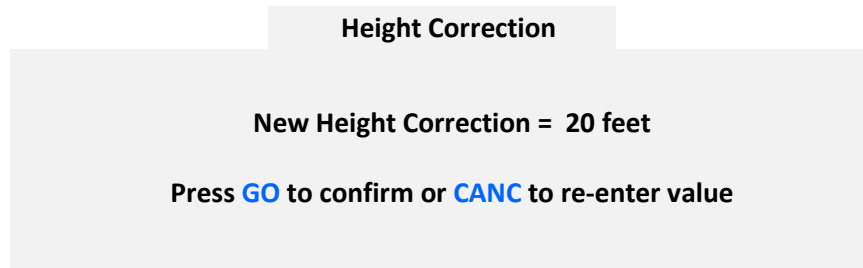 Height Correction
New Height Correction = 20 feet
Press GO to confirm or CANC to re-enter value